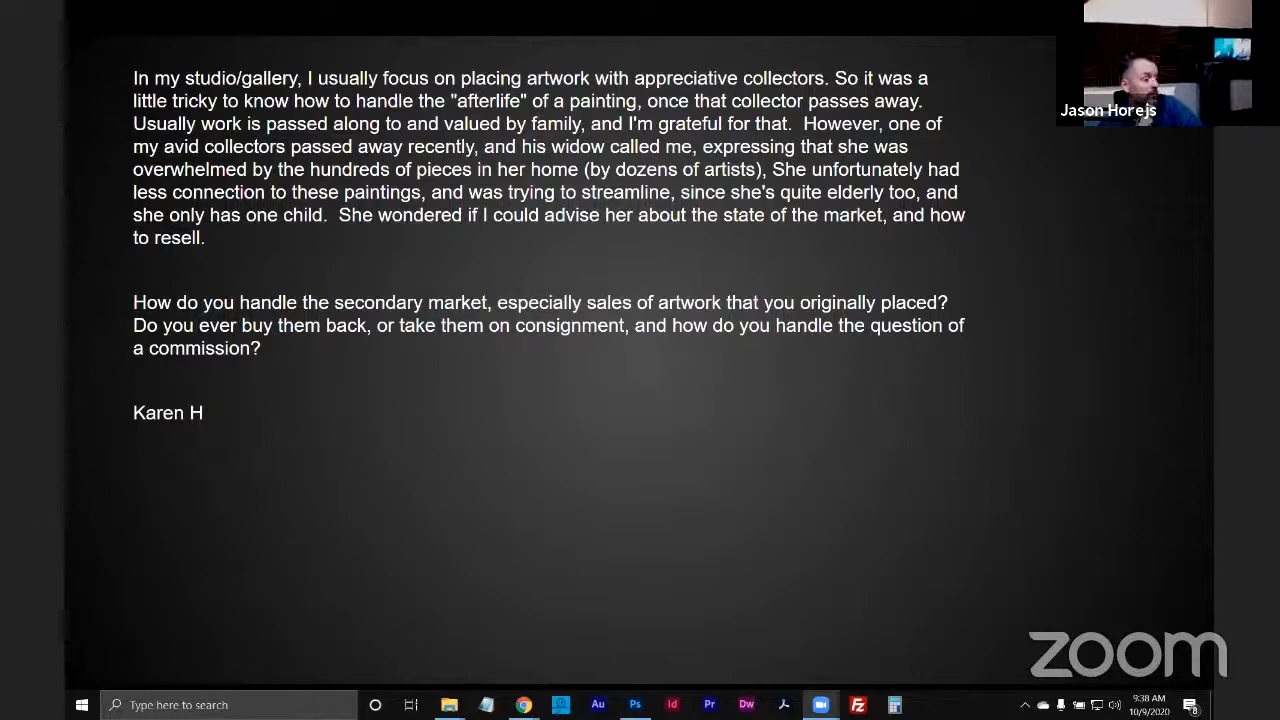 In my studio/gallery, I usually focus on placing artwork with appreciative collectors. So it was a
little tricky to know how to handle the "afterlife" of a painting, once that collector passes away.
Usually work is passed along to and valued by family, and I'm grateful for that.  However, one of
my avid collectors passed away recently, and his widow called me, expressing that she was
overwhelmed by the hundreds of pieces in her home (by dozens of artists), She unfortunately had
less connection to these paintings, and was trying to streamline, since she's quite elderly too, and
she only has one child.  She wondered if I could advise her about the state of the market, and how
to resell.
How do you handle the secondary market, especially sales of artwork that you originally placed?
Do you ever buy them back, or take them on consignment, and how do you handle the question of
a commission?
Karen H
Jason Horejs
zoom
Type here to search
Au
Ps
Id
Pr
Dw
Fz
9:38 AM
10/9/2020
8